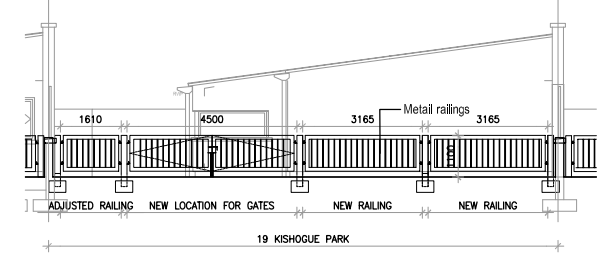 1610 4500 3165 Metail railings 3165
1100
ADJUSTED RAILING NEW LOCATION FOR GATES NEW RAILING NEW RAILING
19 KISHOGUE PARK